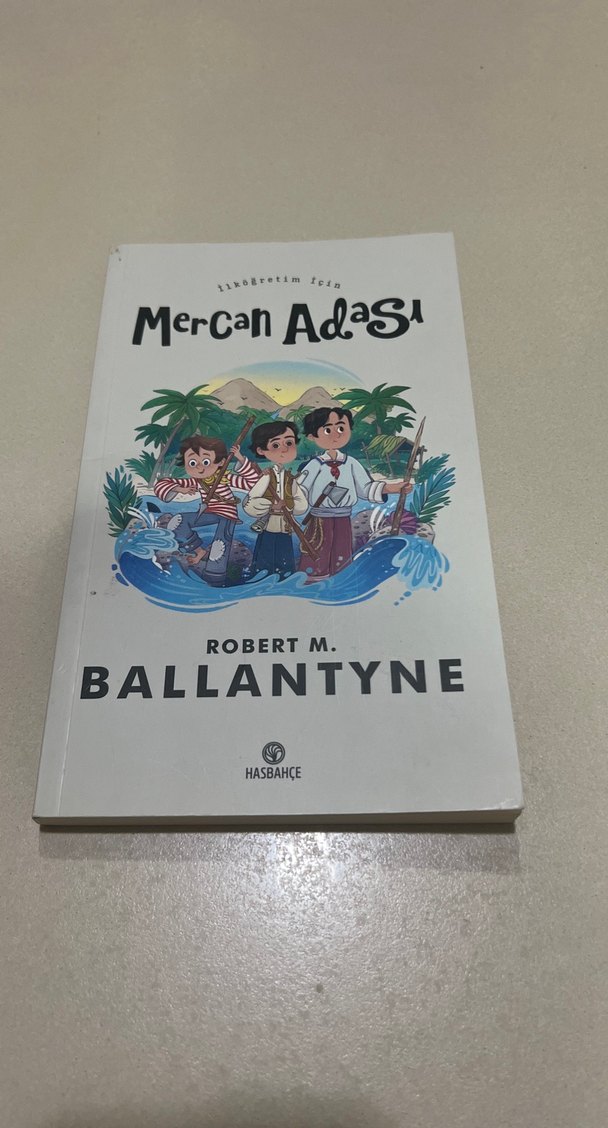 İlköğretim İçin
Mercan Adası
ROBERT M.
BALLANTYNE
HASBAHÇE